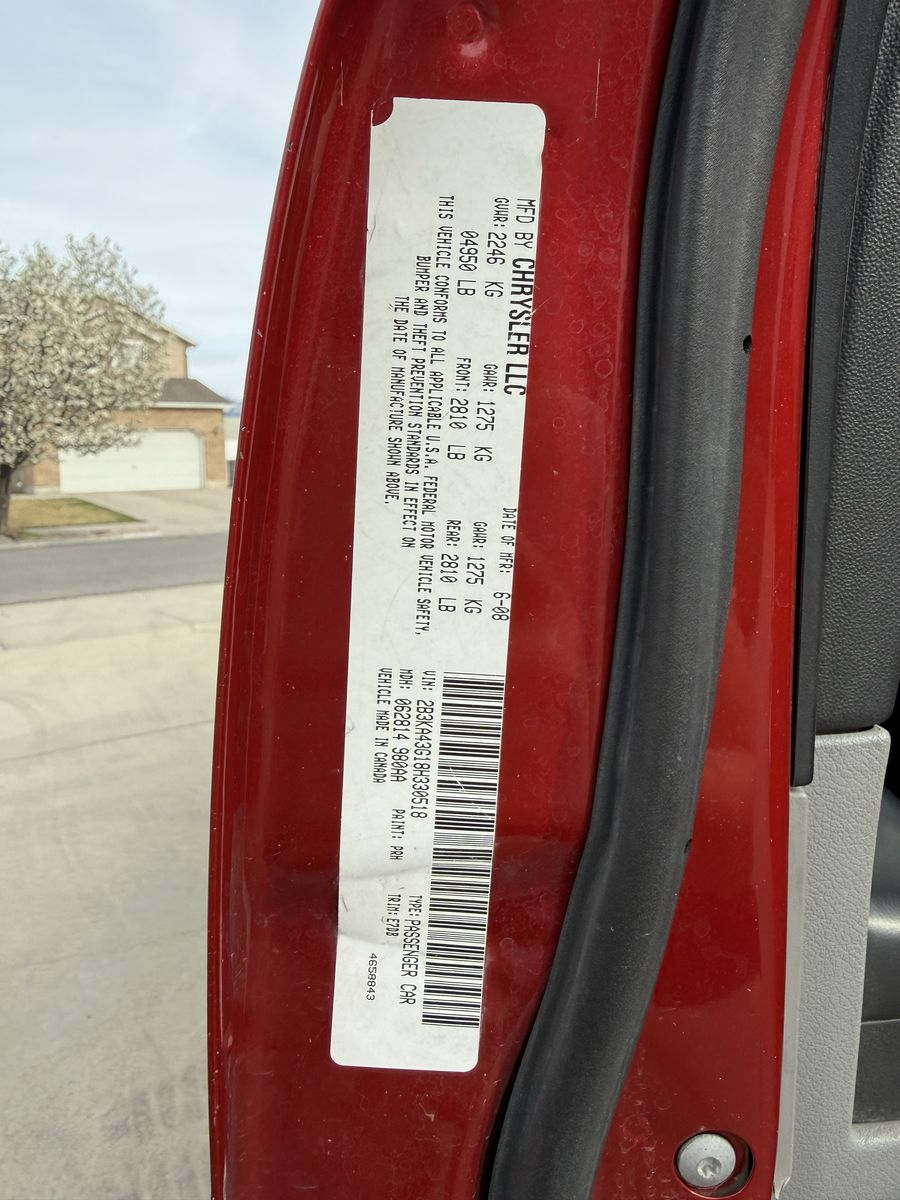 MFD BY CHRYSLER LLC DATE OF MFR: 6-08
GVWR: 2246 KG GAWR: 1275 KG GAWR: 1275 KG
04950 LB FRONT: 2810 LB REAR: 2810 LB
THIS VEHICLE CONFORMS TO ALL APPLICABLE U.S.A. FEDERAL MOTOR VEHICLE SAFETY,
BUMPER AND THEFT PREVENTION STANDARDS IN EFFECT ON
THE DATE OF MANUFACTURE SHOWN ABOVE.
VIN: 2B3KA43G18H330518 TYPE: PASSENGER CAR
MDH: 062814 980AA PAINT: PRH TRIM: E7DB
VEHICLE MADE IN CANADA
4658843